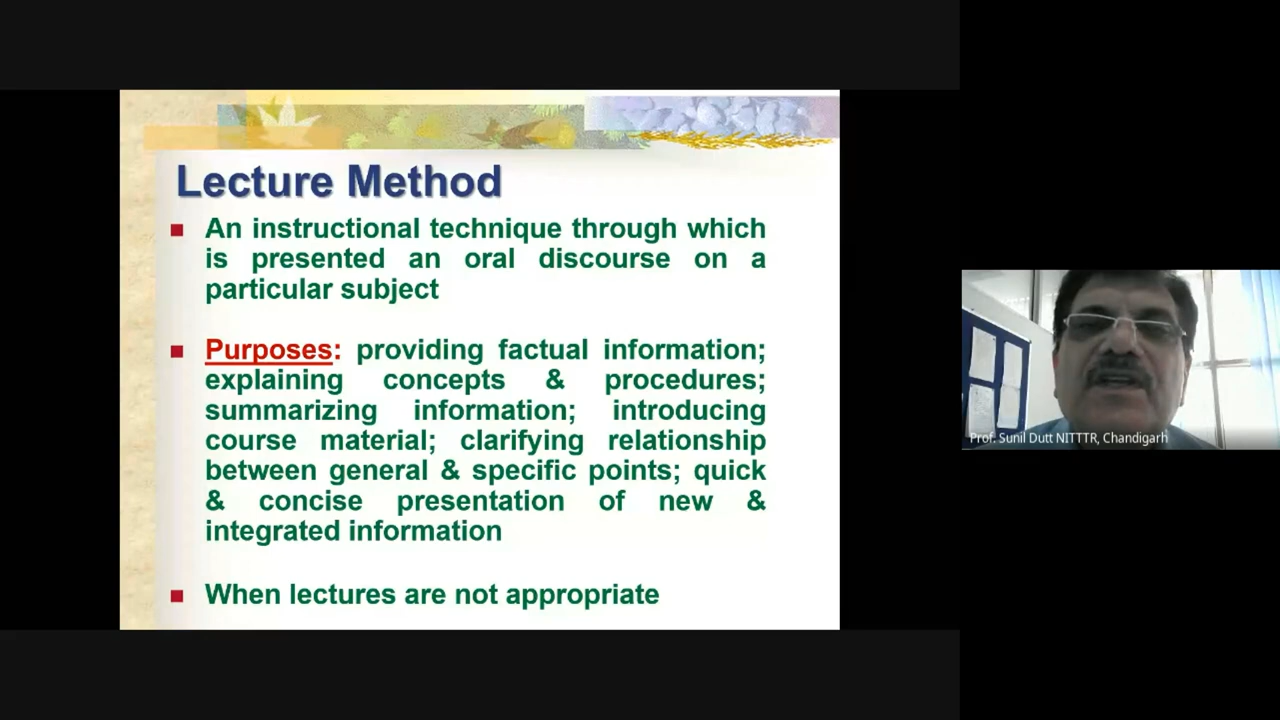 Lecture Method
An instructional technique through which
is presented an oral discourse on a
particular subject
Purposes: providing factual information;
explaining concepts & procedures;
summarizing information; introducing
course material; clarifying relationship
between general & specific points; quick
& concise presentation of new &
integrated information
When lectures are not appropriate
Prof. Sunil Dutt NITTTR, Chandigarh